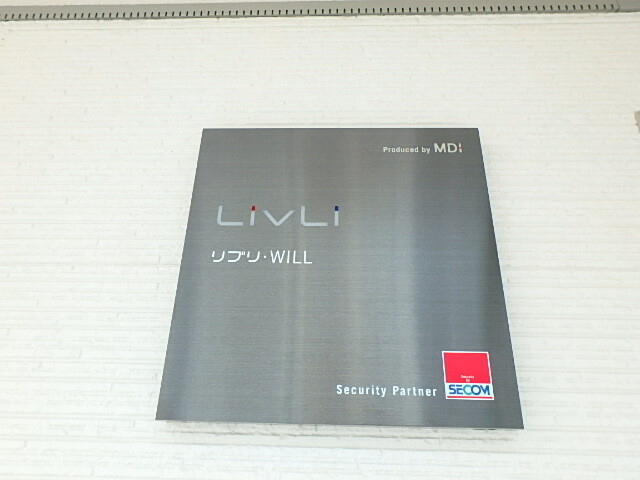 Produced by MDI
LivLi
リブリ・WILL
Security Partner
SECOM